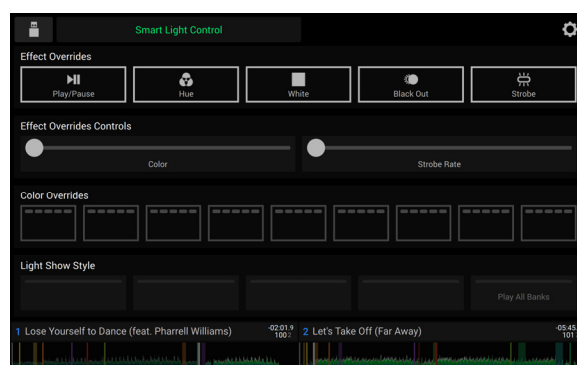 Smart Light Control
Effect Overrides
Play/Pause
Hue
White
Black Out
Strobe
Effect Overrides Controls
Color
Strobe Rate
Color Overrides
Light Show Style
Play All Banks
1 Lose Yourself to Dance (feat. Pharrell Williams)
-02:01.9
100
2 Let's Take Off (Far Away)
-05:45.
101